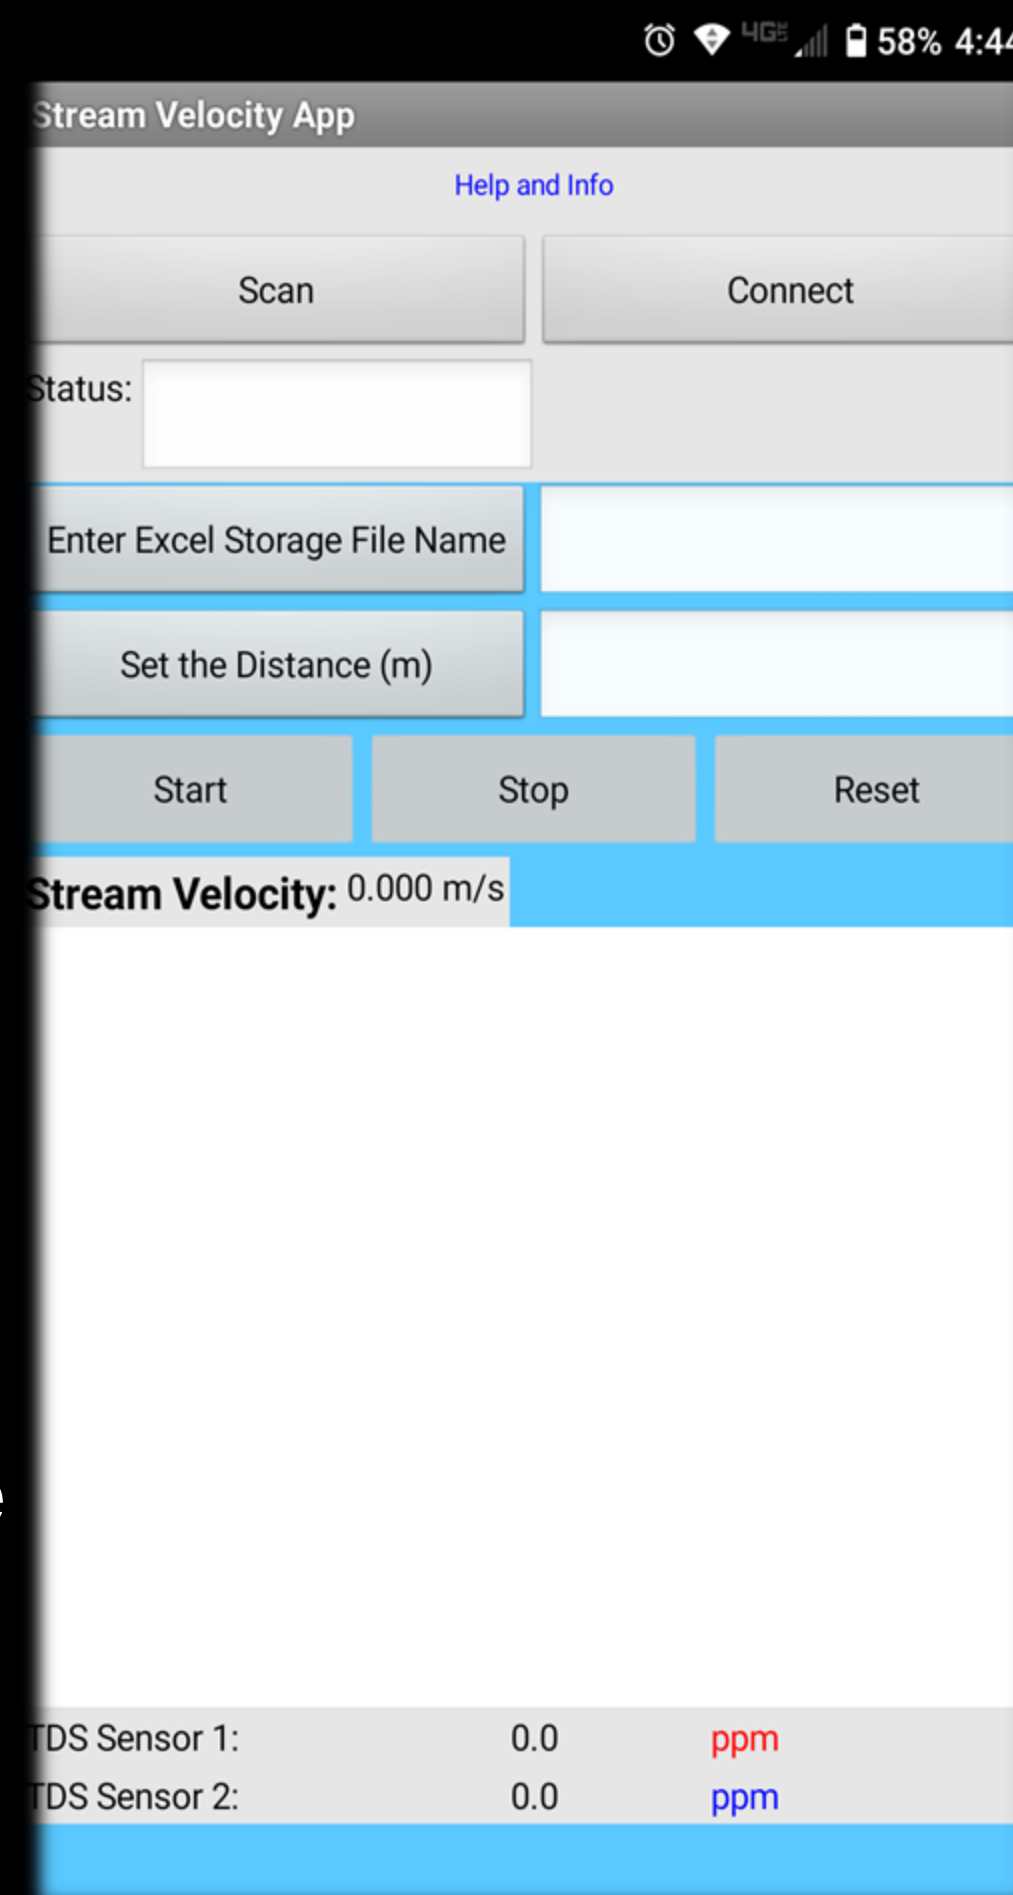 58% 4:44
Stream Velocity App
Help and Info
Scan Connect
Status:
Enter Excel Storage File Name
Set the Distance (m)
Start Stop Reset
Stream Velocity: 0.000 m/s
e
TDS Sensor 1: 0.0 ppm
TDS Sensor 2: 0.0 ppm